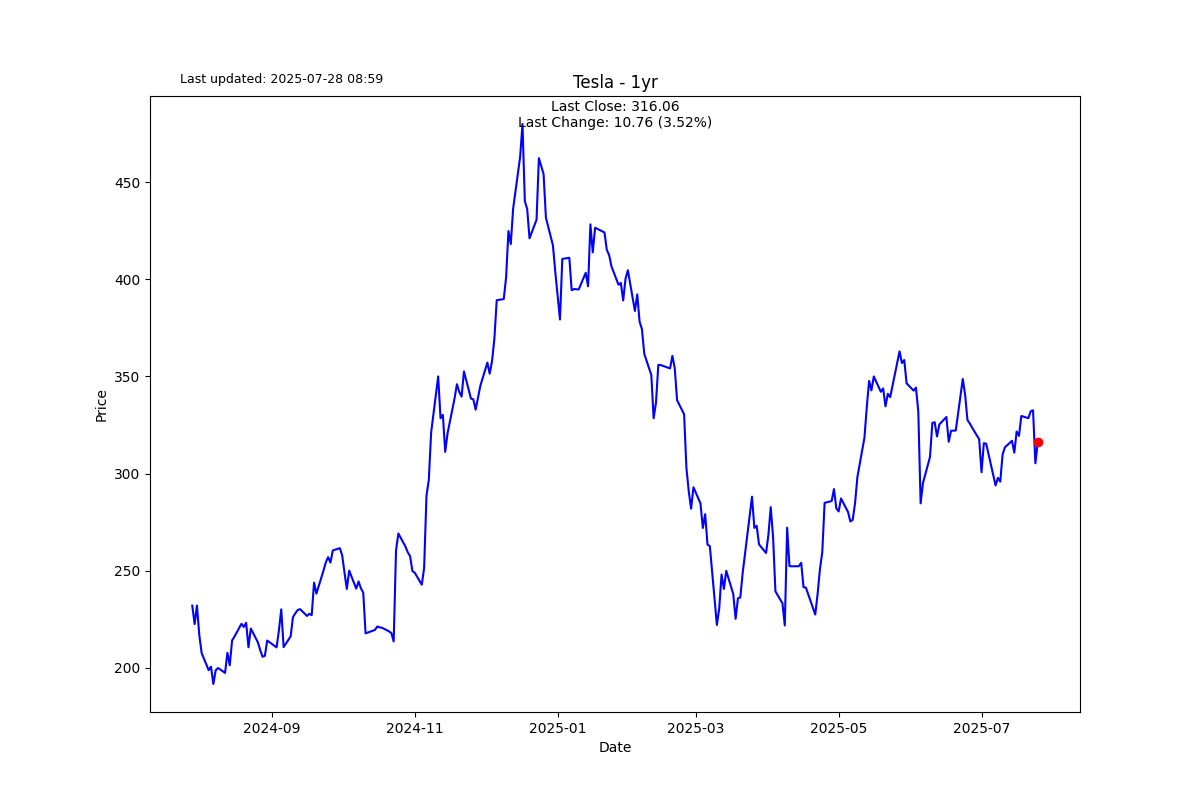 Last updated: 2025-07-28 08:59
Tesla - 1yr
Last Close: 316.06
Last Change: 10.76 (3.52%)
450
400
350
300
250
200
Price
2024-09
2024-11
2025-01
2025-03
2025-05
2025-07
Date